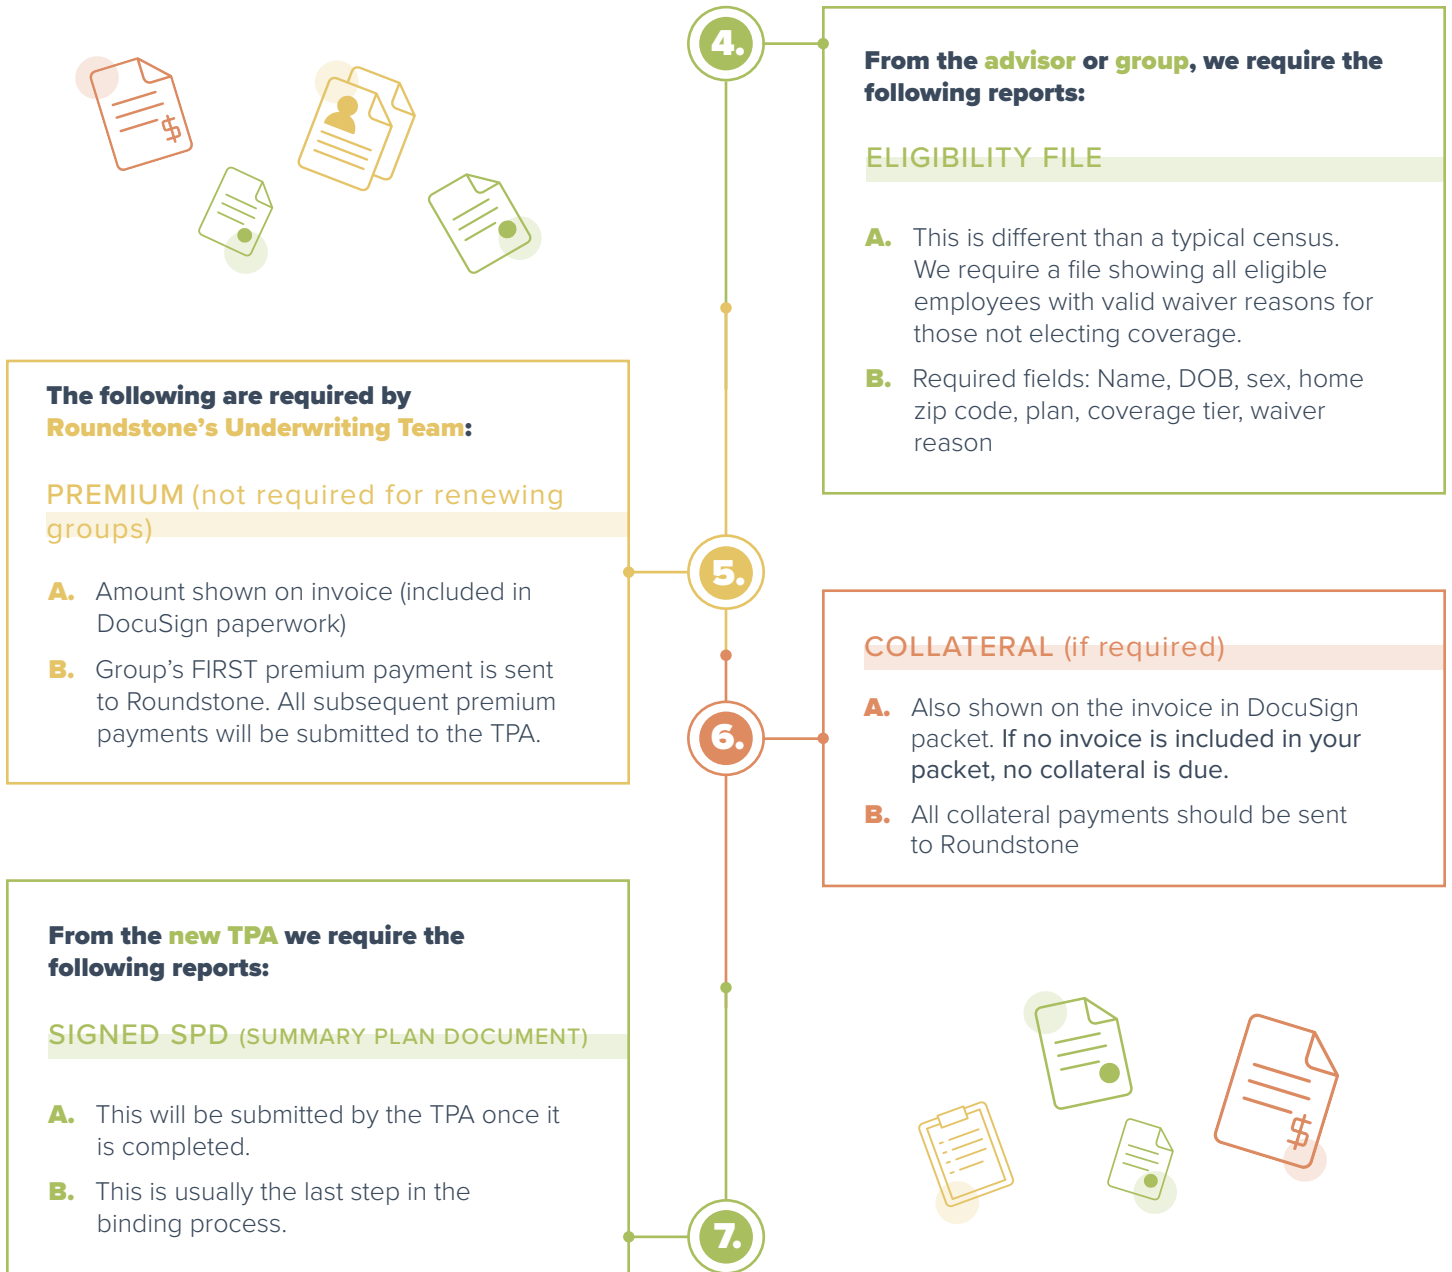 4.
From the advisor or group, we require the
following reports:
ELIGIBILITY FILE
A. This is different than a typical census.
We require a file showing all eligible
employees with valid waiver reasons for
those not electing coverage.
B. Required fields: Name, DOB, sex, home
zip code, plan, coverage tier, waiver
reason
The following are required by
Roundstone's Underwriting Team:
PREMIUM (not required for renewing
groups)
A. Amount shown on invoice (included in
DocuSign paperwork)
B. Group's FIRST premium payment is sent
to Roundstone. All subsequent premium
payments will be submitted to the TPA.
5.
6.
COLLATERAL (if required)
A. Also shown on the invoice in DocuSign
packet. If no invoice is included in your
packet, no collateral is due.
B. All collateral payments should be sent
to Roundstone
From the new TPA we require the
following reports:
SIGNED SPD (SUMMARY PLAN DOCUMENT)
A. This will be submitted by the TPA once it
is completed.
B. This is usually the last step in the
binding process.
7.
$
$